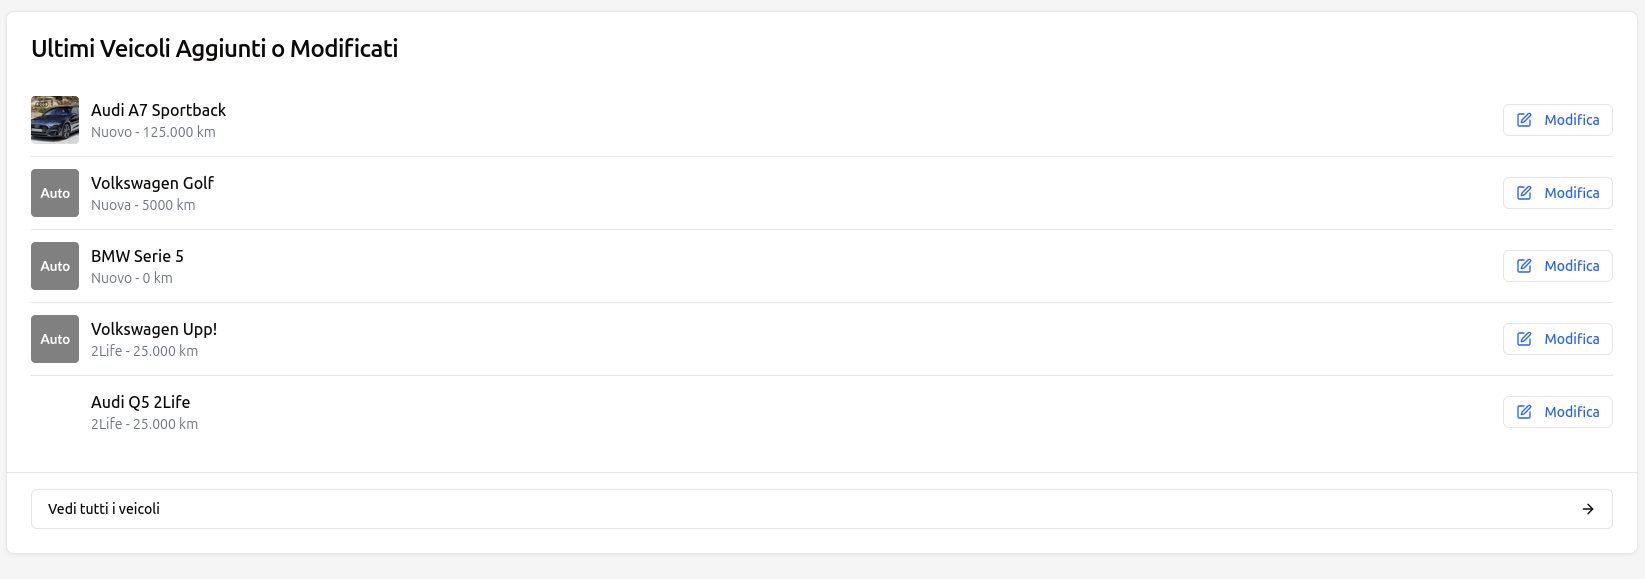 Ultimi Veicoli Aggiunti o Modificati
Audi A7 Sportback
Nuovo - 125.000 km
Modifica
Auto
Volkswagen Golf
Nuova - 5000 km
Modifica
Auto
BMW Serie 5
Nuovo - 0 km
Modifica
Auto
Volkswagen Upp!
2Life - 25.000 km
Modifica
Audi Q5 2Life
2Life - 25.000 km
Modifica
Vedi tutti i veicoli